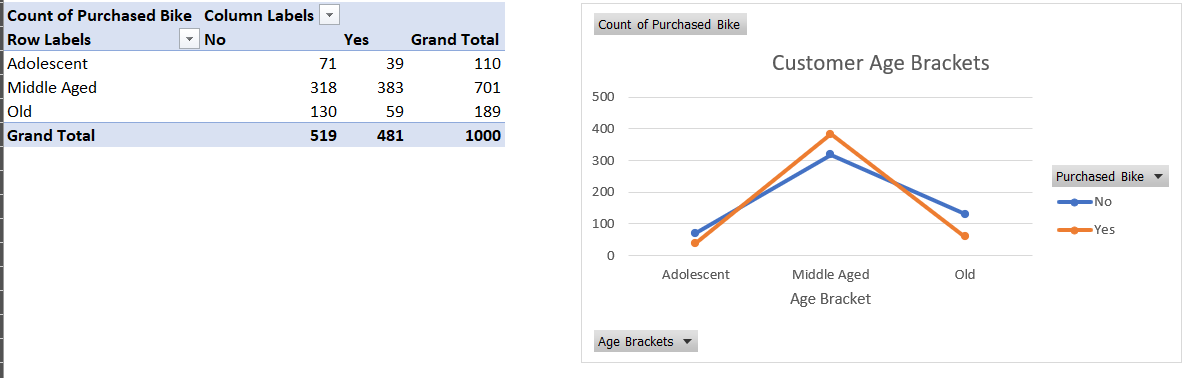 Count of Purchased Bike Column Labels
Row Labels No Yes Grand Total
Adolescent 71 39 110
Middle Aged 318 383 701
Old 130 59 189
Grand Total 519 481 1000
Count of Purchased Bike
Customer Age Brackets
500
400
300
200
100
0
Adolescent Middle Aged Old
Age Bracket
Purchased Bike
No
Yes
Age Brackets